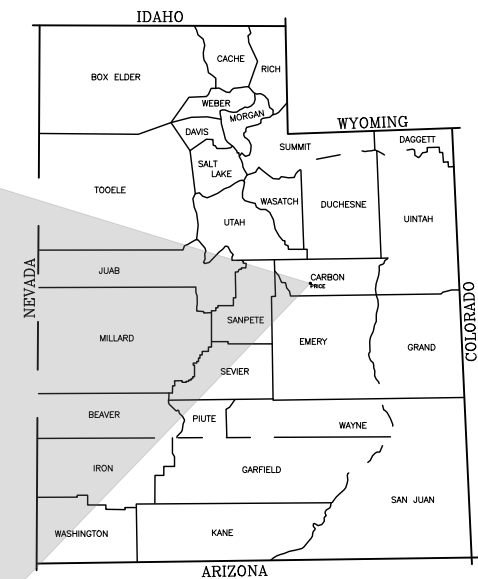 IDAHO
CACHE
RICH
BOX ELDER
WEBER
MORGAN
WYOMING
DAVIS
DAGGETT
SUMMIT
SALT
LAKE
TOOELE
WASATCH
DUCHESNE
UTAH
UINTAH
JUAB
CARBON
PRICE
NEVADA
COLORADO
SANPETE
MILLARD
EMERY
GRAND
SEVIER
BEAVER
PIUTE
WAYNE
IRON
GARFIELD
SAN JUAN
WASHINGTON
KANE
ARIZONA